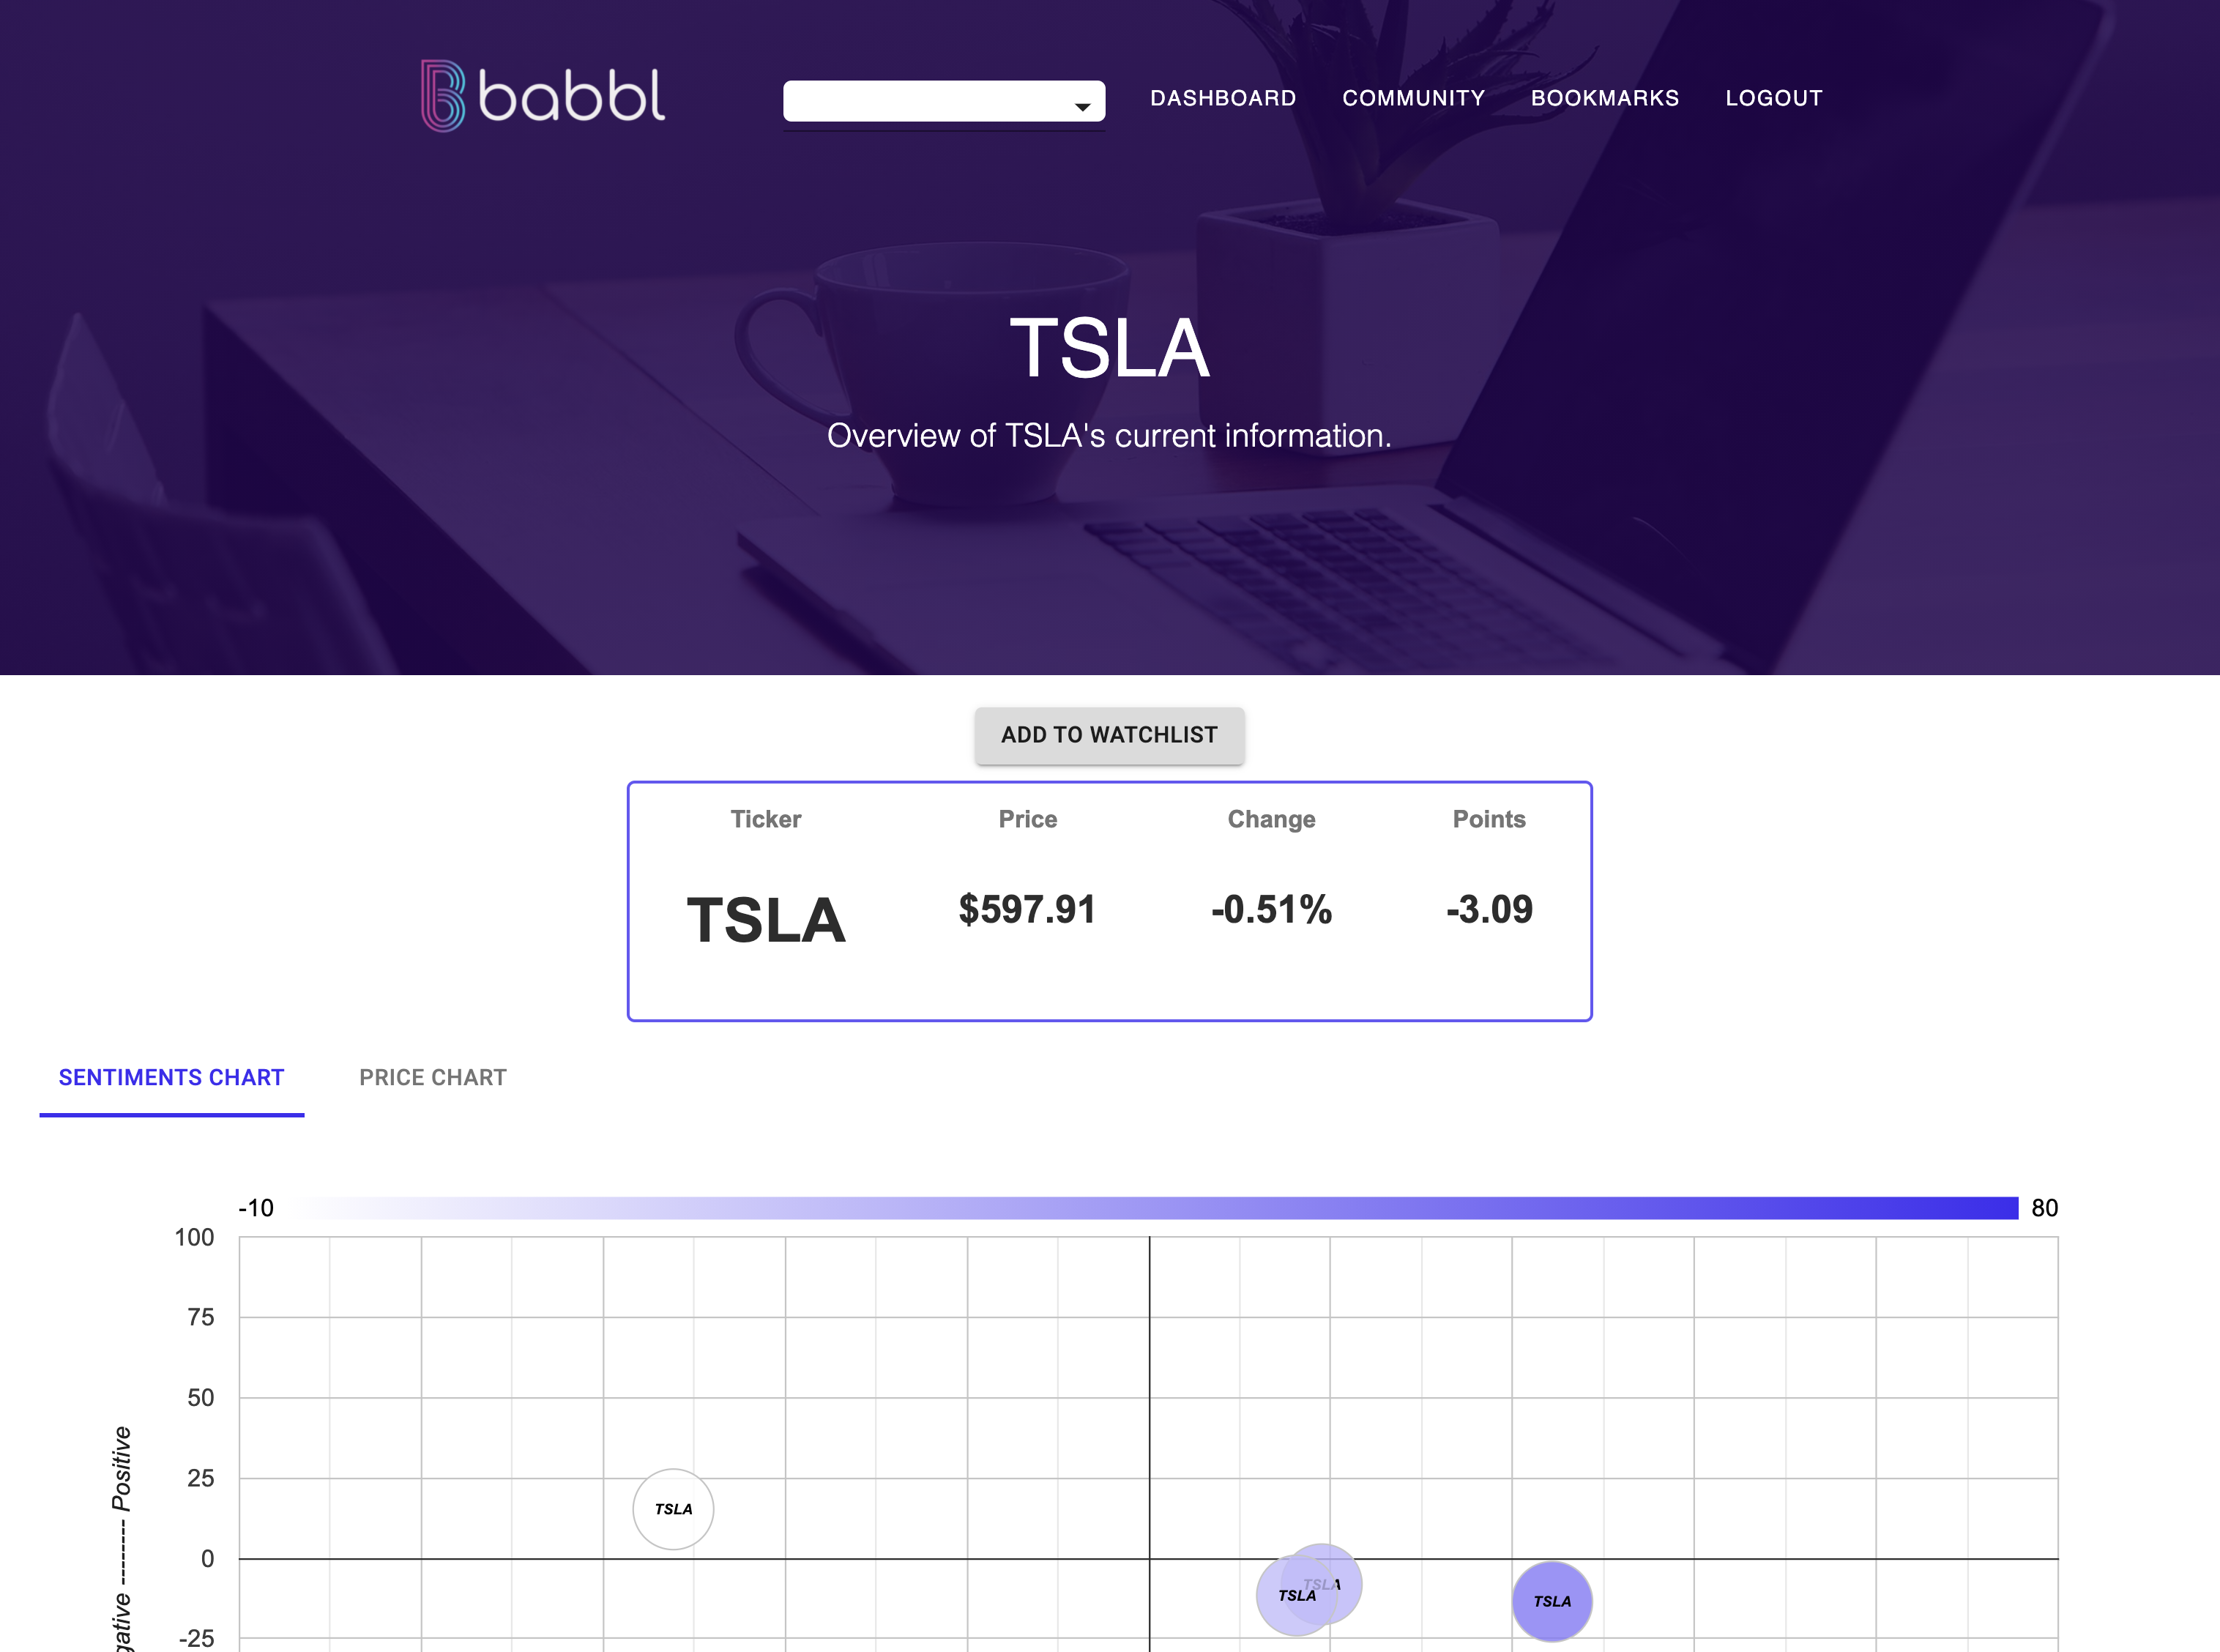 babbl
DASHBOARD COMMUNITY BOOKMARKS LOGOUT
TSLA
Overview of TSLA's current information.
ADD TO WATCHLIST
Ticker Price Change Points
TSLA $597.91 -0.51% -3.09
SENTIMENTS CHART PRICE CHART
-10 80
100
75
50
25
0
-25
gative --------- Positive
TSLA
TSLA
TSLA
TSLA